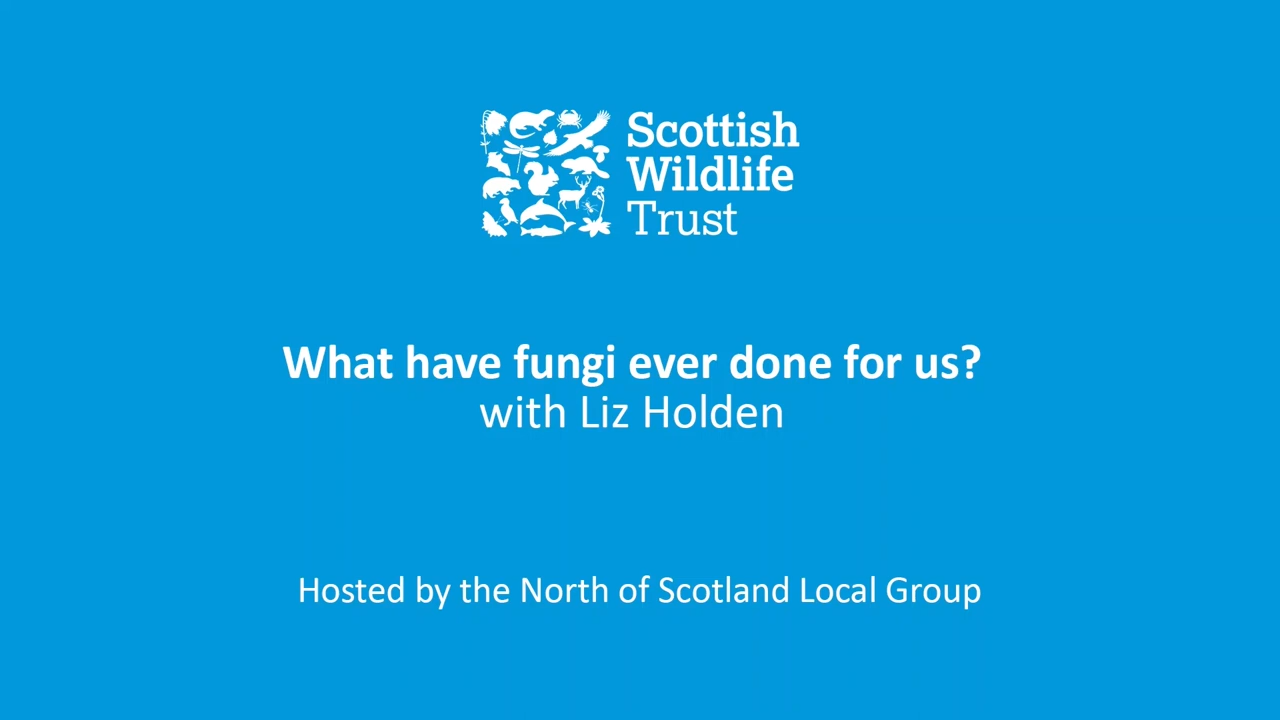 Scottish
Wildlife
Trust
What have fungi ever done for us?
with Liz Holden
Hosted by the North of Scotland Local Group